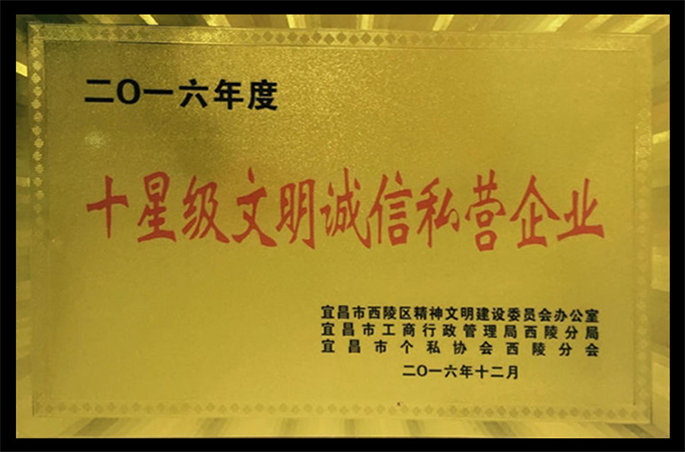 二〇一六年度
十星级文明诚信私营企业
宜昌市西陵区精神文明建设委员会办公室
宜昌市工商行政管理局西陵分局
宜昌市个私协会西陵分会
二〇一六年十二月